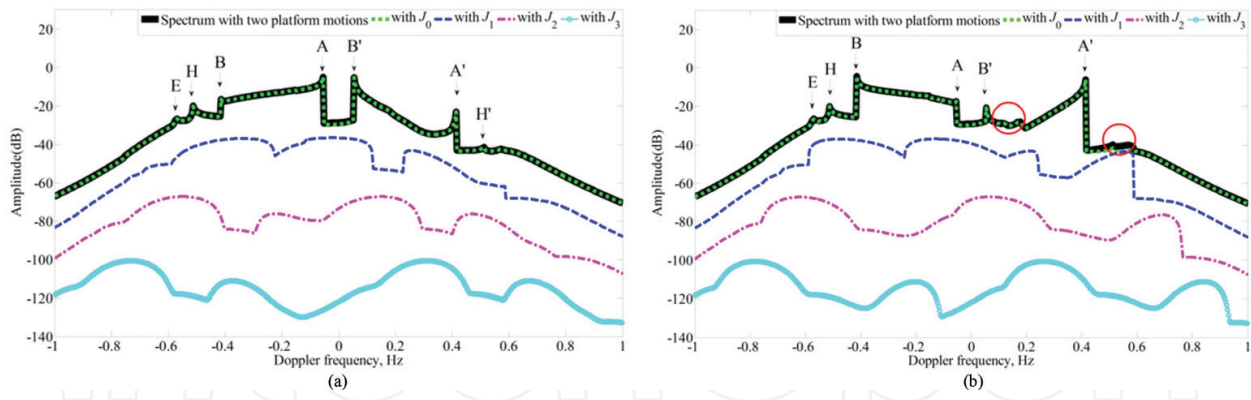 Spectrum with two platform motions with J0 with J1 with J2 with J3
20
0
-20
-40
-60
-80
-100
-120
-140
Amplitude(dB)
E
H
B
A
B'
A'
H'
-1
-0.8
-0.6
-0.4
-0.2
0
0.2
0.4
0.6
0.8
1
Doppler frequency, Hz
(a)
Spectrum with two platform motions with J0 with J1 with J2 with J3
20
0
-20
-40
-60
-80
-100
-120
-140
Amplitude(dB)
E
H
B
A
B'
A'
-1
-0.8
-0.6
-0.4
-0.2
0
0.2
0.4
0.6
0.8
1
Doppler frequency, Hz
(b)